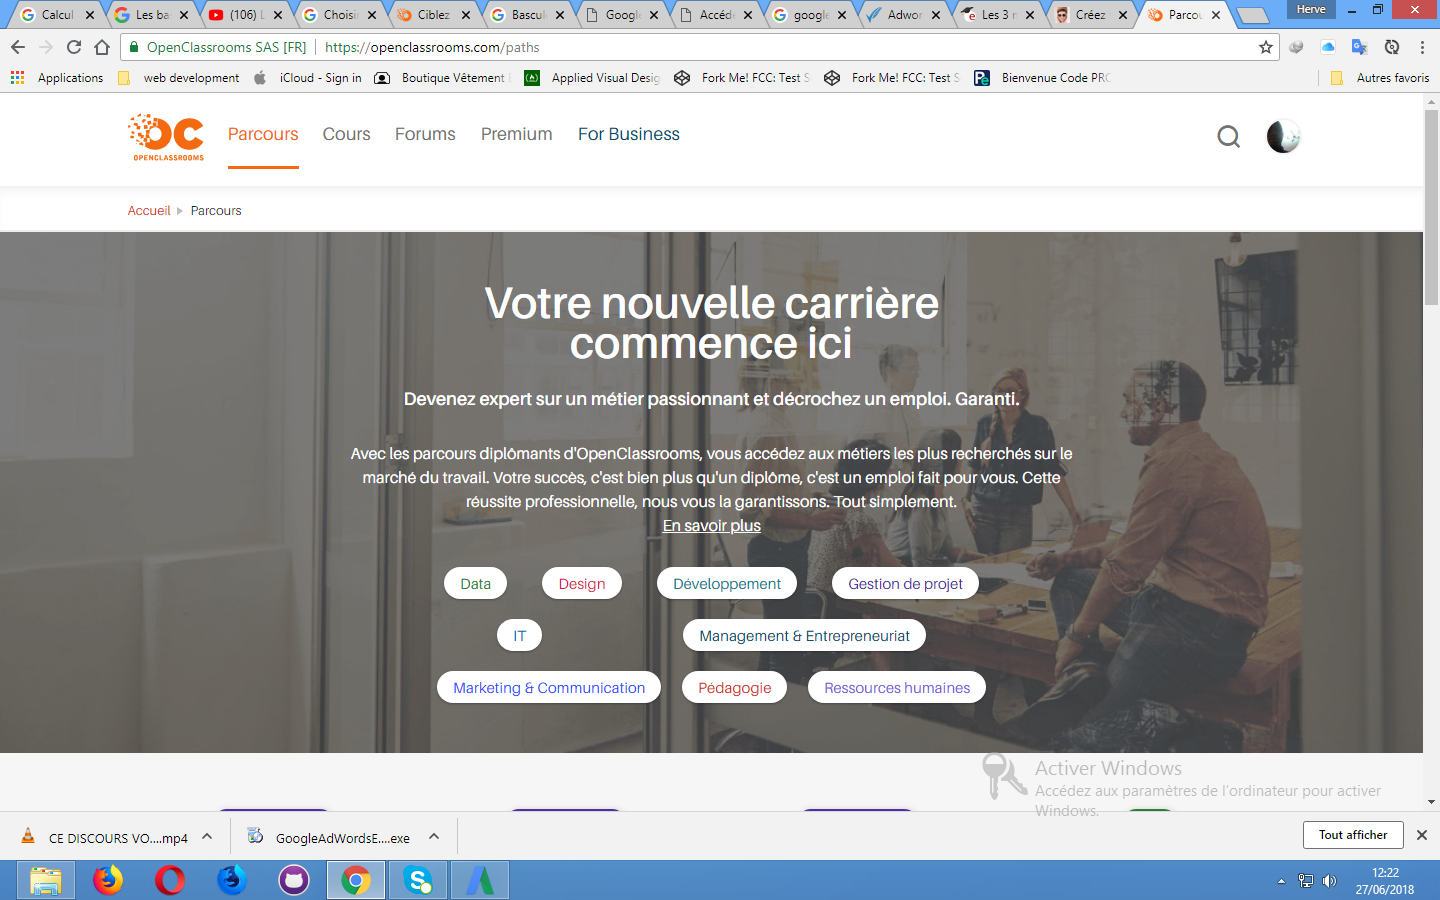 Calcul
Les ba
(106) L
Choisi
Ciblez
Bascul
Google
Accéde
google
Adwor
Les 3 r
Créez
Parcou
Herve
OpenClassrooms SAS [FR]
https://openclassrooms.com/paths
Applications
web development
iCloud - Sign in
Boutique Vêtement
Applied Visual Desig
Fork Me! FCC: Test S
Fork Me! FCC: Test S
Bienvenue Code PRO
Autres favoris
OC
OPENCLASSROOMS
Parcours
Cours
Forums
Premium
For Business
Accueil
Parcours
Votre nouvelle carrière
commence ici
Devenez expert sur un métier passionnant et décrochez un emploi. Garanti.
Avec les parcours diplômants d'OpenClassrooms, vous accédez aux métiers les plus recherchés sur le
marché du travail. Votre succès, c'est bien plus qu'un diplôme, c'est un emploi fait pour vous. Cette
réussite professionnelle, nous vous la garantissons. Tout simplement.
En savoir plus
Data
Design
Développement
Gestion de projet
IT
Management & Entrepreneuriat
Marketing & Communication
Pédagogie
Ressources humaines
Activer Windows
Accédez aux paramètres de l'ordinateur pour activer
Windows.
CE DISCOURS VO....mp4
GoogleAdWordsE....exe
Tout afficher
12:22
27/06/2018